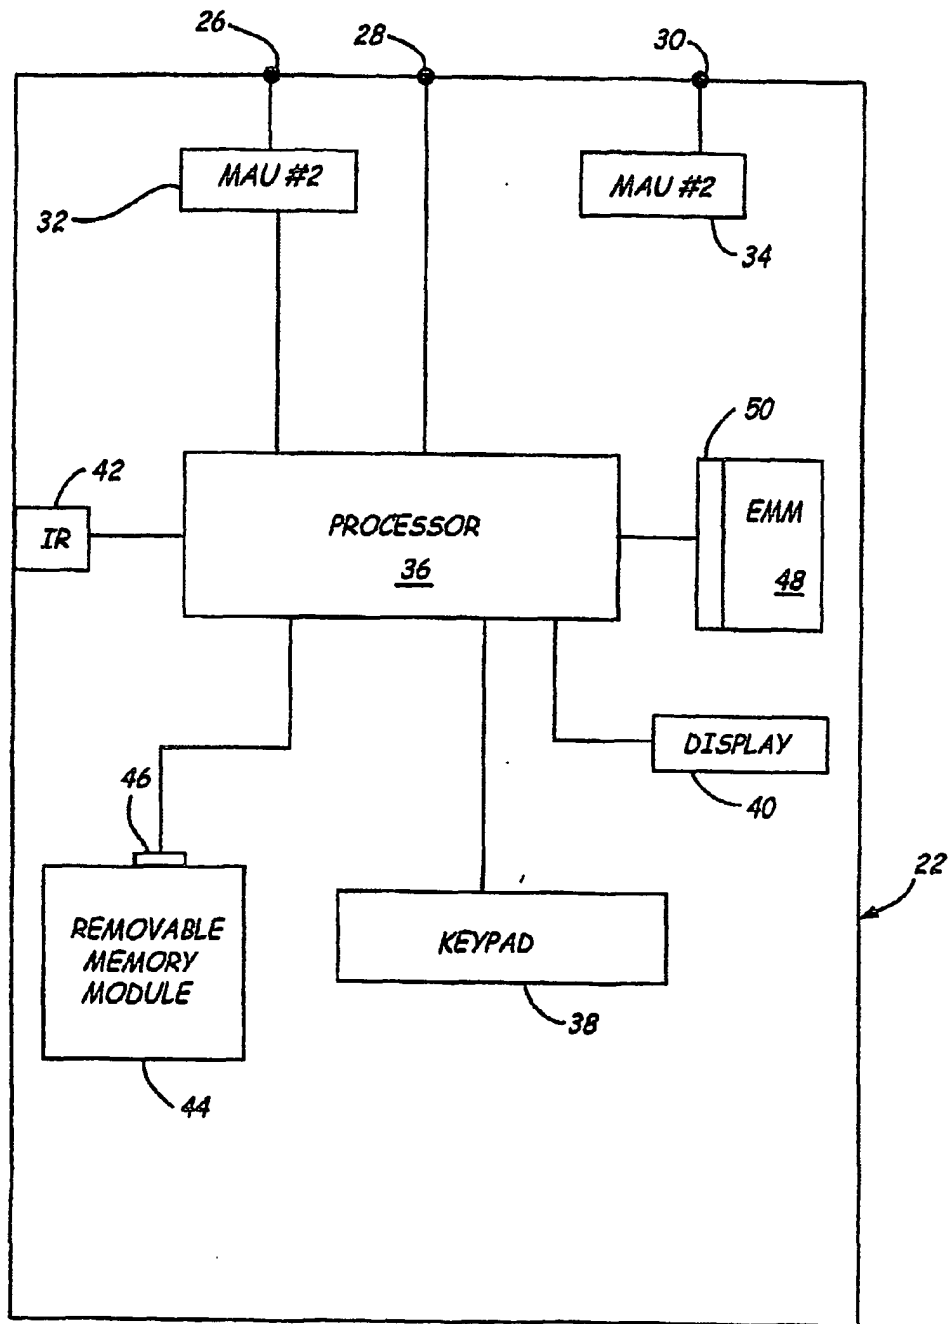 26
28
30
MAU #2
MAU #2
32
34
50
42
IR
PROCESSOR
36
EMM
48
DISPLAY
46
40
22
REMOVABLE
MEMORY
MODULE
KEYPAD
38
44